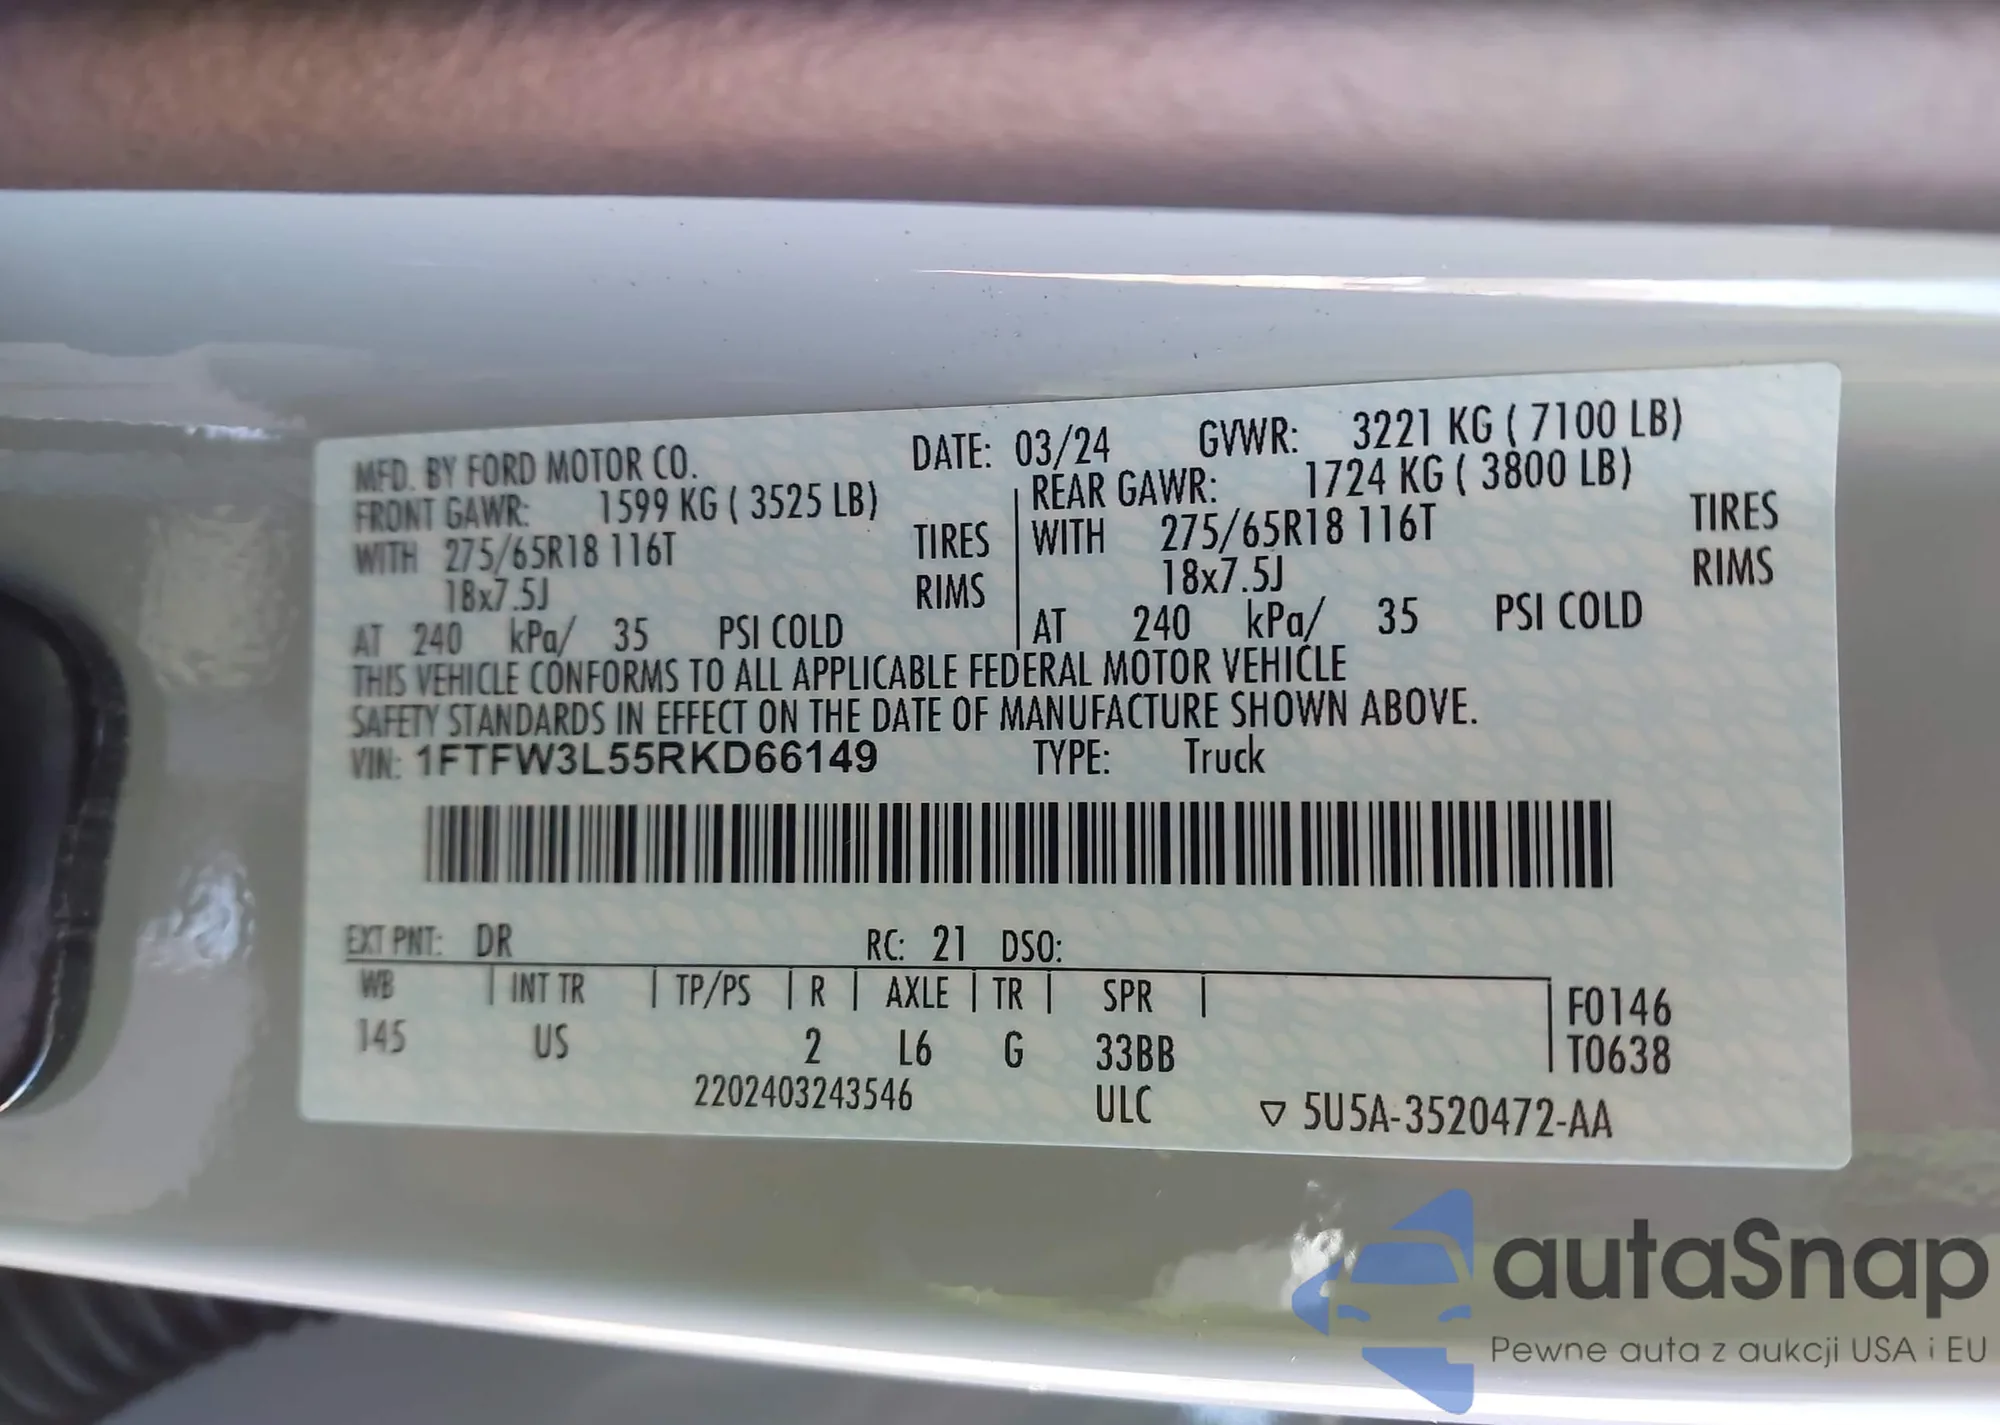 MFD. BY FORD MOTOR CO. DATE: 03/24 GVWR: 3221 KG ( 7100 LB)
FRONT GAWR: 1599 KG ( 3525 LB) REAR GAWR: 1724 KG ( 3800 LB)
WITH 275/65R18 116T TIRES WITH 275/65R18 116T TIRES
18x7.5J RIMS 18x7.5J RIMS
AT 240 kPa/ 35 PSI COLD AT 240 kPa/ 35 PSI COLD
THIS VEHICLE CONFORMS TO ALL APPLICABLE FEDERAL MOTOR VEHICLE
SAFETY STANDARDS IN EFFECT ON THE DATE OF MANUFACTURE SHOWN ABOVE.
VIN: 1FTFW3L55RKD66149 TYPE: Truck
EXT PNT: DR RC: 21 DSO:
WB INT TR TP/PS R AXLE TR SPR F0146
145 US 2 L6 G 33BB T0638
2202403243546 ULC ▽ 5U5A-3520472-AA
autaSnap
Pewne auta z aukcji USA i EU